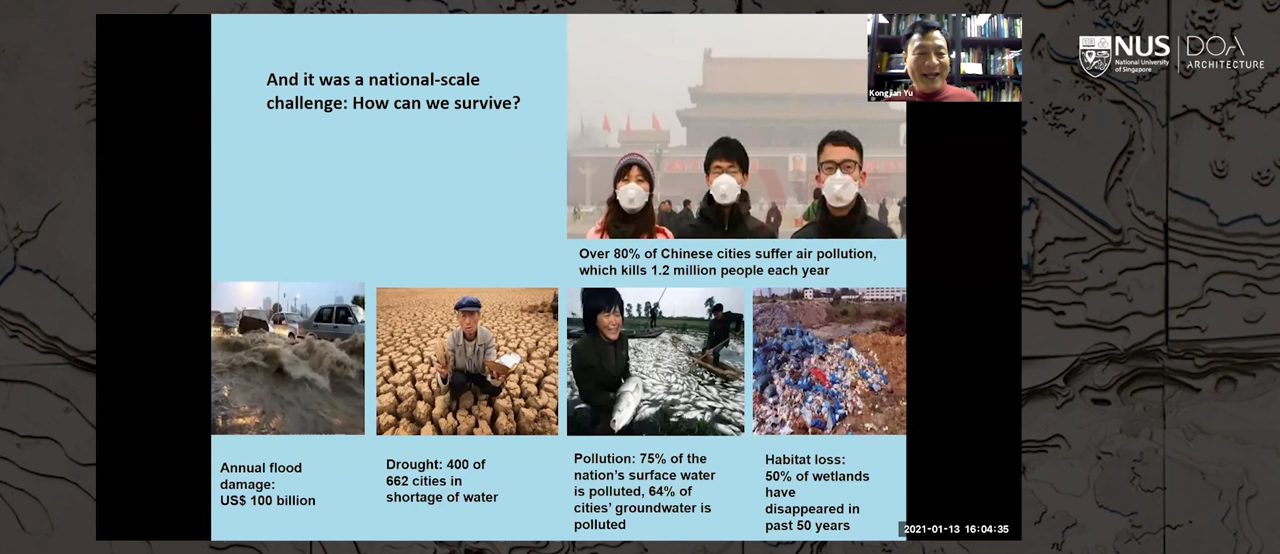 And it was a national-scale
challenge: How can we survive?
Kongjian Yu
NUS
National University
of Singapore
DOA
ARCHITECTURE
Over 80% of Chinese cities suffer air pollution,
which kills 1.2 million people each year
Annual flood
damage:
US$ 100 billion
Drought: 400 of
662 cities in
shortage of water
Pollution: 75% of the
nation's surface water
is polluted, 64% of
cities' groundwater is
polluted
Habitat loss:
50% of wetlands
have
disappeared in
past 50 years
2021-01-13 16:04:35